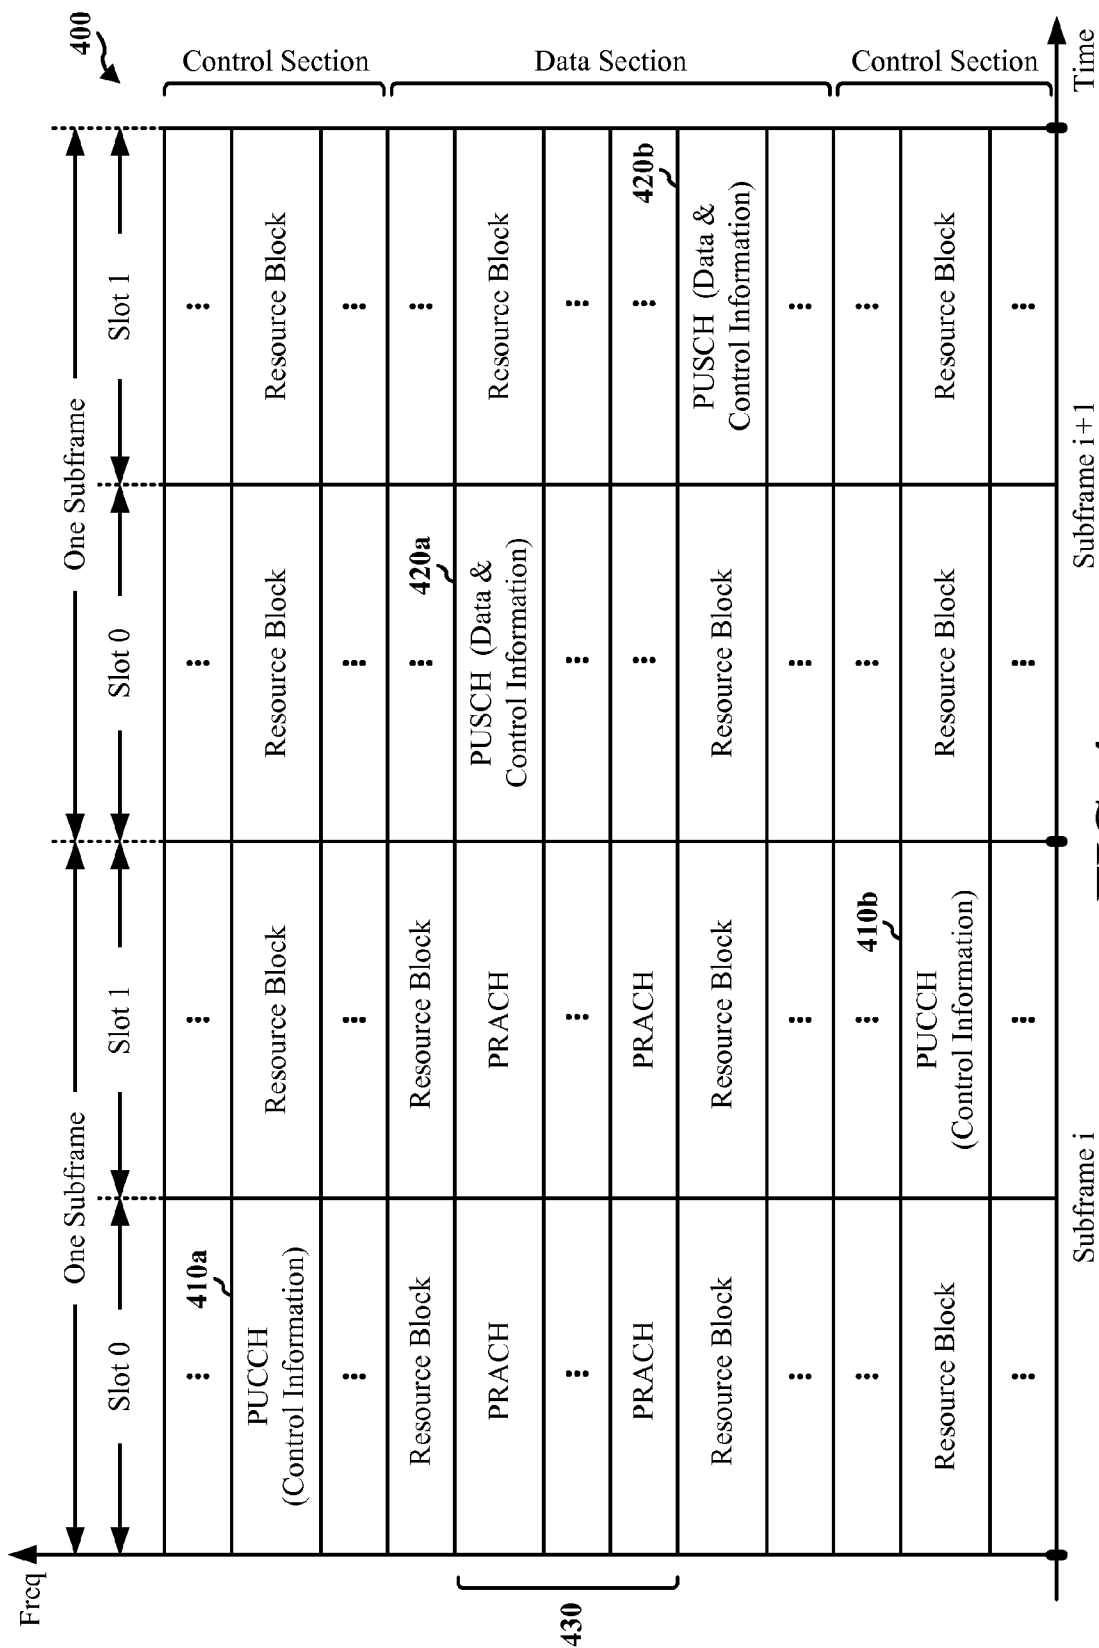 400
Freq
One Subframe
One Subframe
Slot 0
Slot 1
Slot 0
Slot 1
410a
Control Section
PUCCH
(Control Information)
Resource Block
Resource Block
Resource Block
Resource Block
Resource Block
420a
430
PRACH
PRACH
PUSCH (Data &
Control Information)
Resource Block
Data Section
PRACH
PRACH
420b
Resource Block
Resource Block
Resource Block
PUSCH (Data &
Control Information)
410b
Control Section
Resource Block
PUCCH
(Control Information)
Resource Block
Resource Block
Time
Subframe i
Subframe i+1